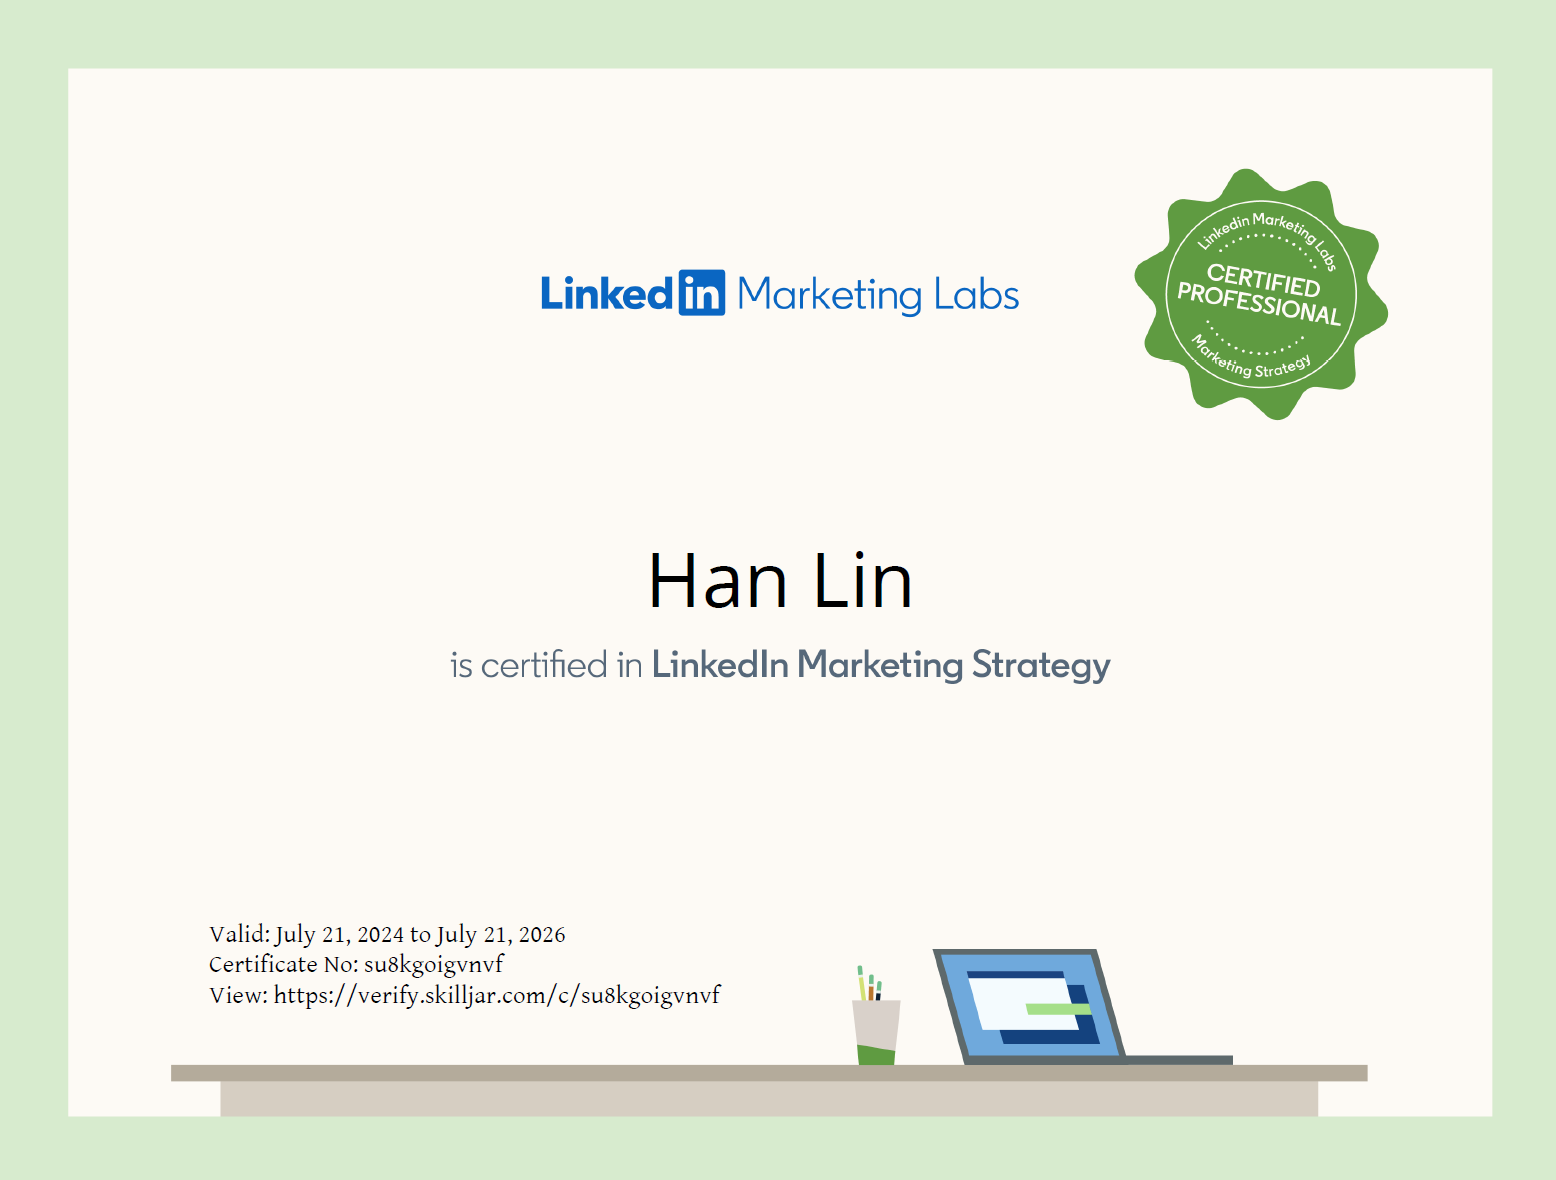 LinkedIn Marketing Labs
Linkedin Marketing Labs
CERTIFIED
PROFESSIONAL
Marketing Strategy
Han Lin
is certified in LinkedIn Marketing Strategy
Valid: July 21, 2024 to July 21, 2026
Certificate No: su8kgoigvnvf
View: https://verify.skilljar.com/c/su8kgoigvnvf